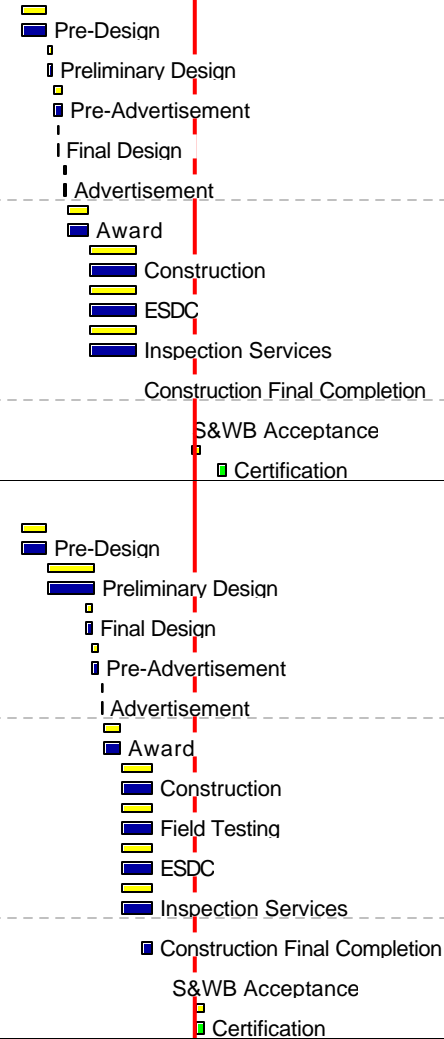 Pre-Design
Preliminary Design
Pre-Advertisement
Final Design
Advertisement
Award
Construction
ESDC
Inspection Services
Construction Final Completion
S&WB Acceptance
Certification
Pre-Design
Preliminary Design
Final Design
Pre-Advertisement
Advertisement
Award
Construction
Field Testing
ESDC
Inspection Services
Construction Final Completion
S&WB Acceptance
Certification